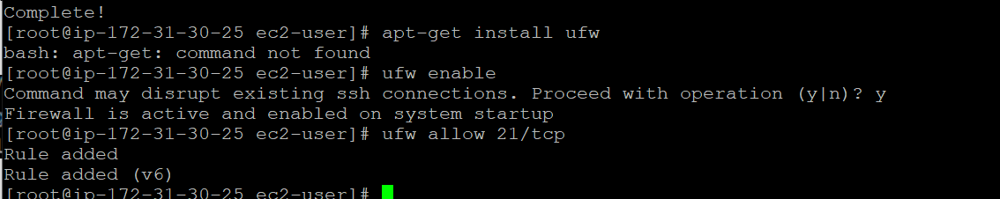 Complete!
[root@ip-172-31-30-25 ec2-user]# apt-get install ufw
bash: apt-get: command not found
[root@ip-172-31-30-25 ec2-user]# ufw enable
Command may disrupt existing ssh connections. Proceed with operation (y|n)? y
Firewall is active and enabled on system startup
[root@ip-172-31-30-25 ec2-user]# ufw allow 21/tcp
Rule added
Rule added (v6)
[root@ip-172-31-30-25 ec2-user]#